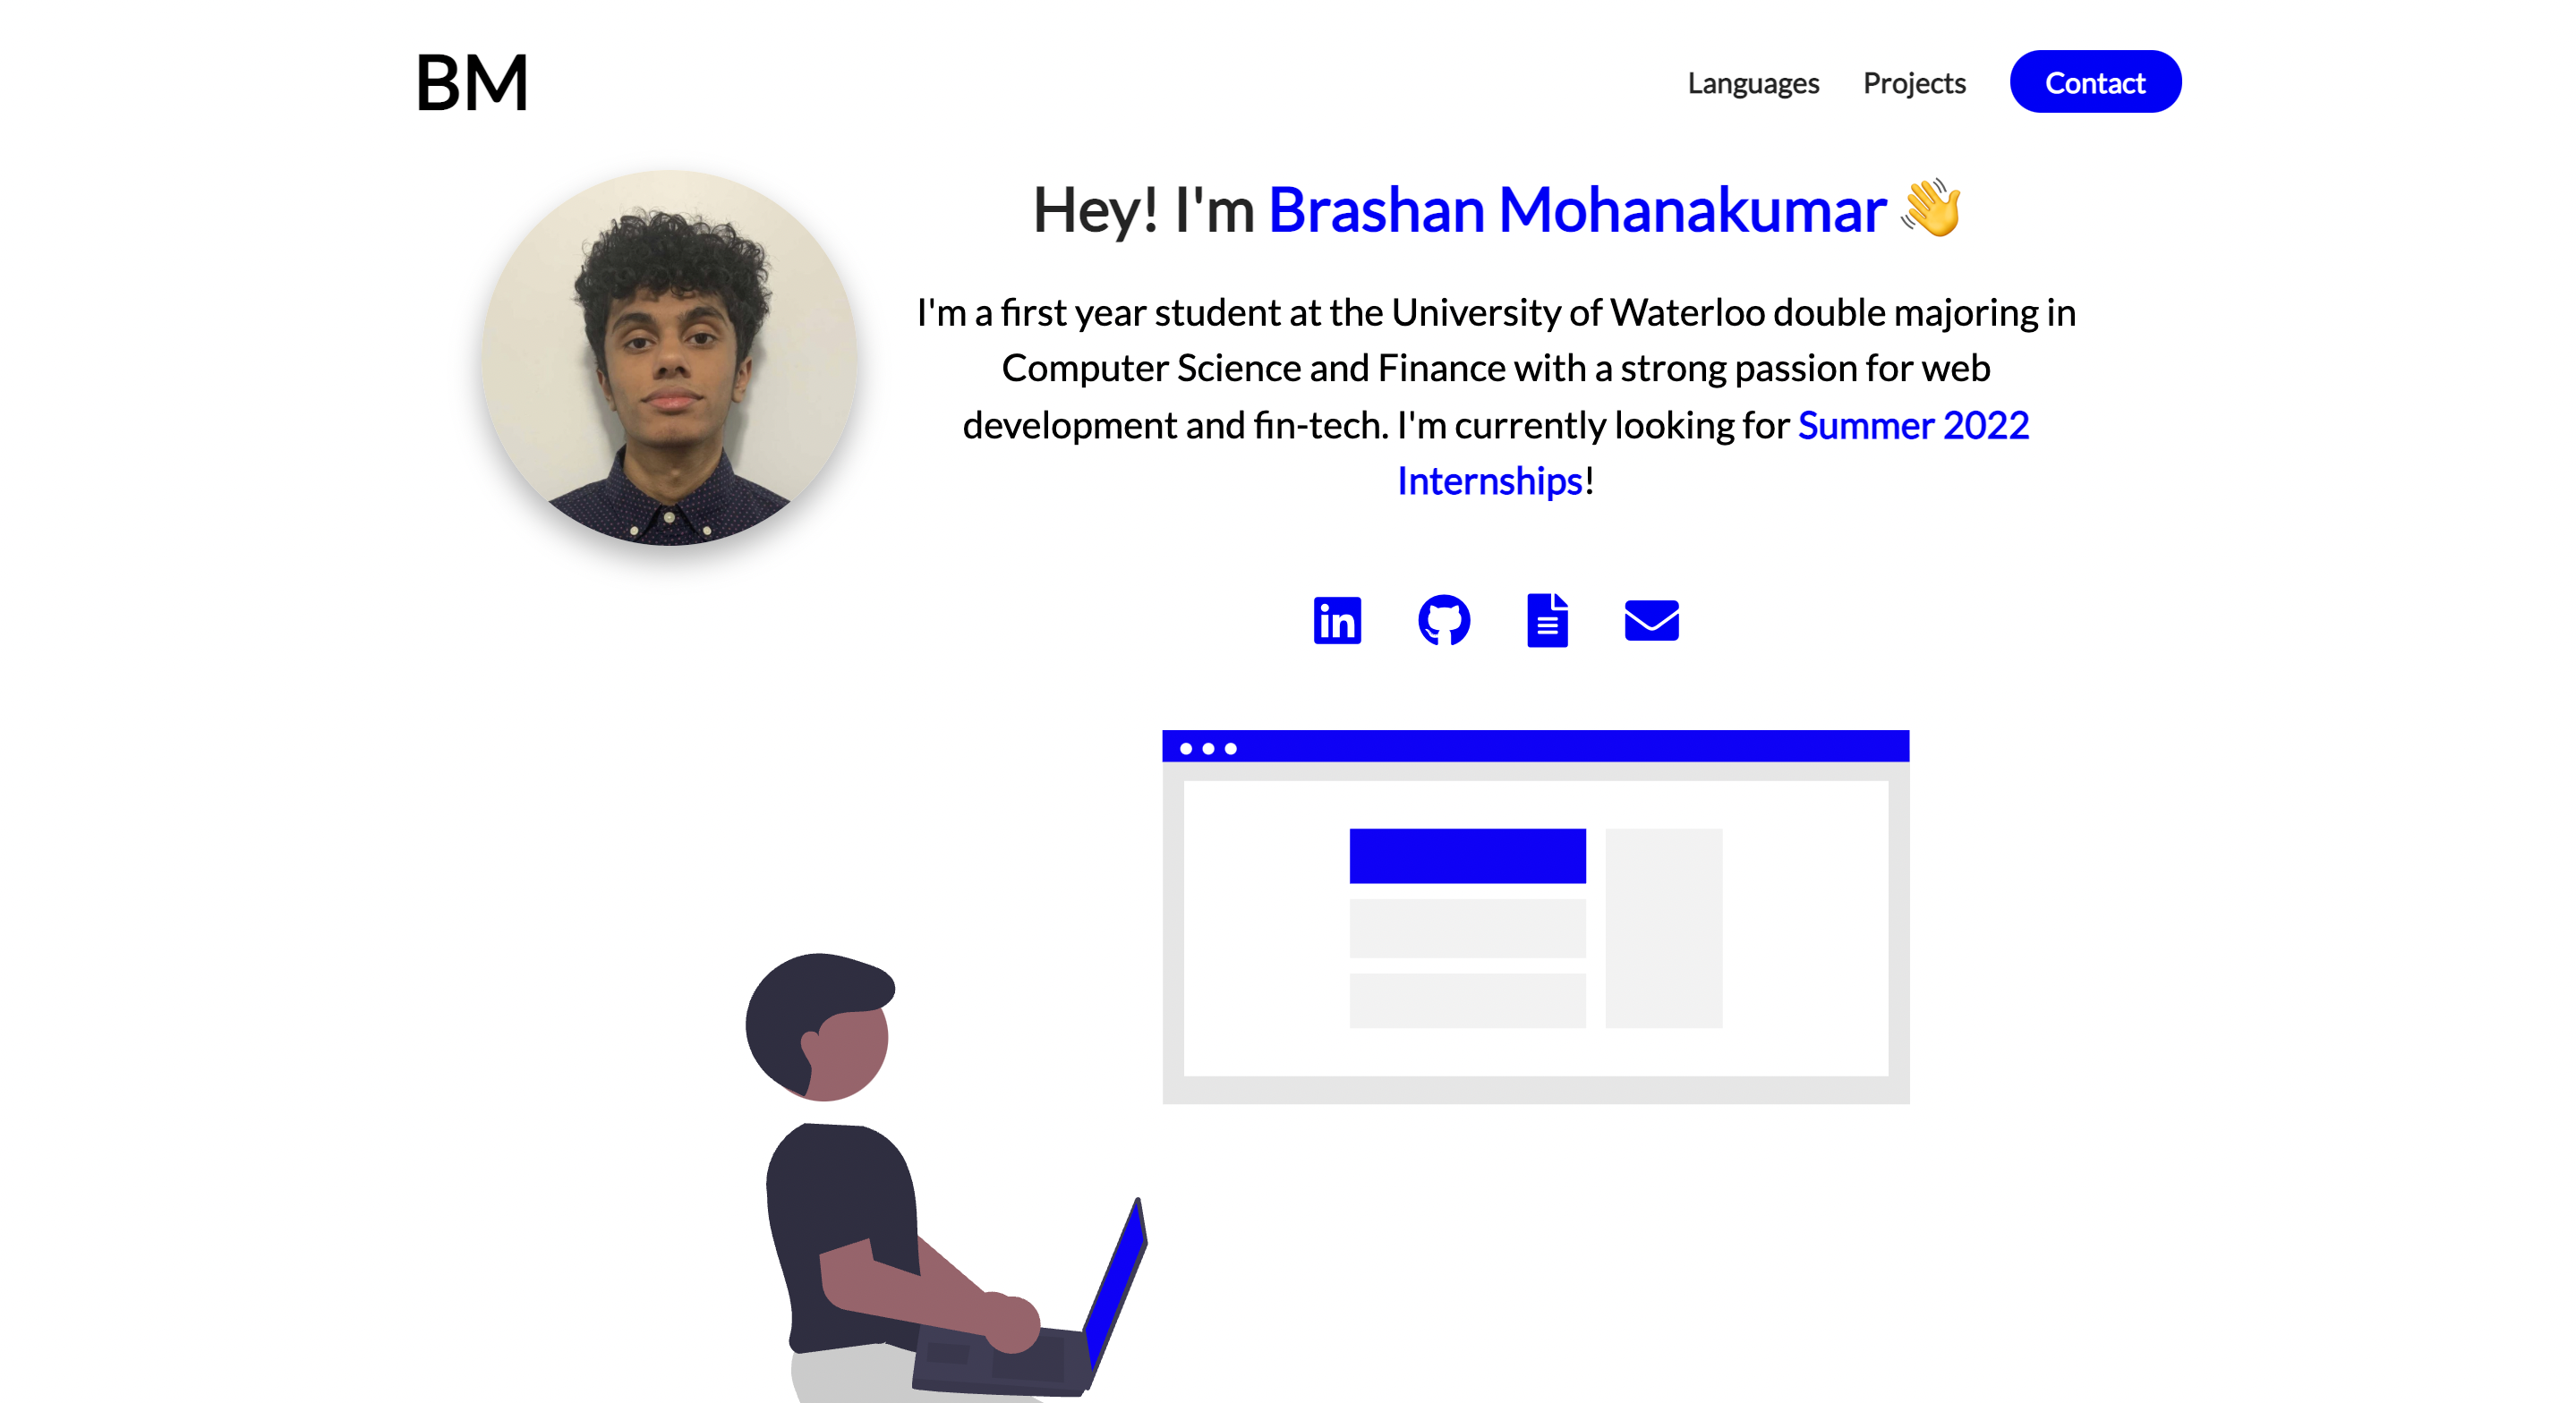 BM
Languages Projects Contact
Hey! I'm Brashan Mohanakumar 👋
I'm a first year student at the University of Waterloo double majoring in
Computer Science and Finance with a strong passion for web
development and fin-tech. I'm currently looking for Summer 2022
Internships!
in